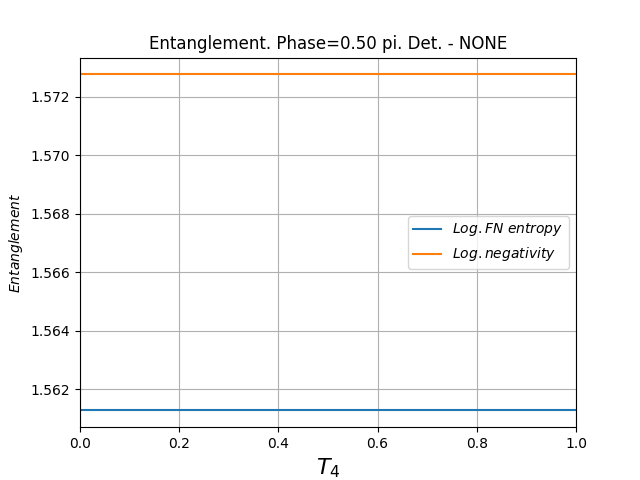 Entanglement. Phase=0.50 pi. Det. - NONE
1.572
1.570
1.568
1.566
1.564
1.562
Entanglement
Log.FN entropy
Log.negativity
0.0 0.2 0.4 0.6 0.8 1.0
T4